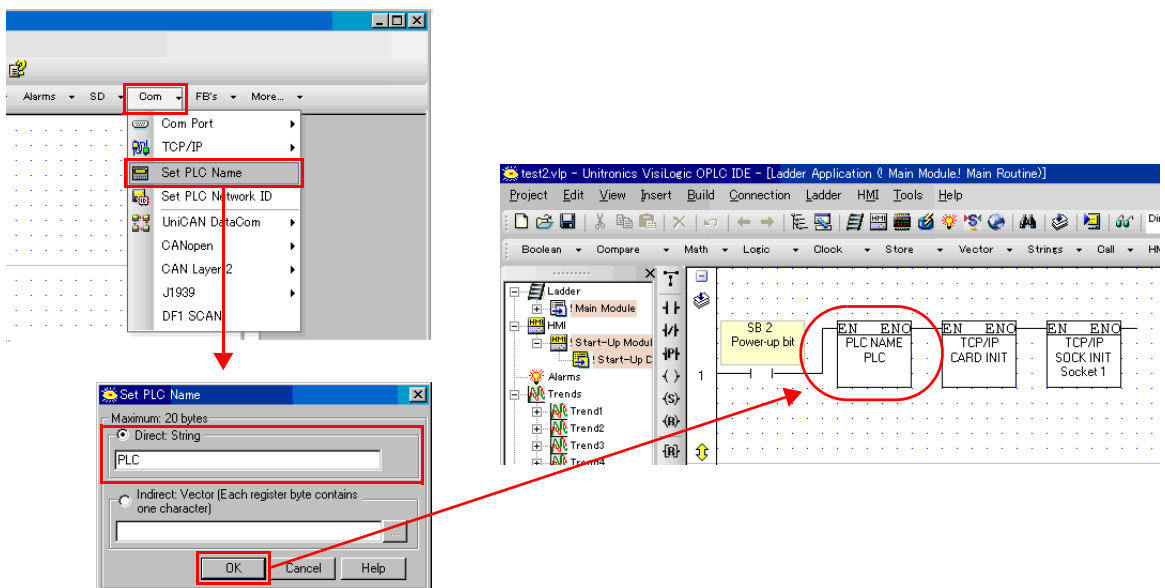 Alarms SD Com FB's More...
Com Port
TCP/IP
Set PLC Name
Set PLC Network ID
UniCAN DataCom
CANopen
CAN Layer 2
J1939
DF1 SCAN
Set PLC Name
Maximum: 20 bytes
Direct: String
PLC
Indirect: Vector (Each register byte contains
one character)
...
OK Cancel Help
test2.vlp - Unitronics VisiLogic OPLC IDE - [Ladder Application (! Main Module.! Main Routine)]
Project Edit View Insert Build Connection Ladder HMI Tools Help
Boolean Compare Math Logic Clock Store Vector Strings Call
Ladder
! Main Module
HMI
! Start-Up Modul
! Start-Up
Alarms
Trends
Trend1
Trend2
Trend3
Trend4
1
SB 2
Power-up bit
EN ENO
PLC NAME
PLC
EN ENO
TCP/IP
CARD INIT
EN ENO
TCP/IP
SOCK INIT
Socket 1